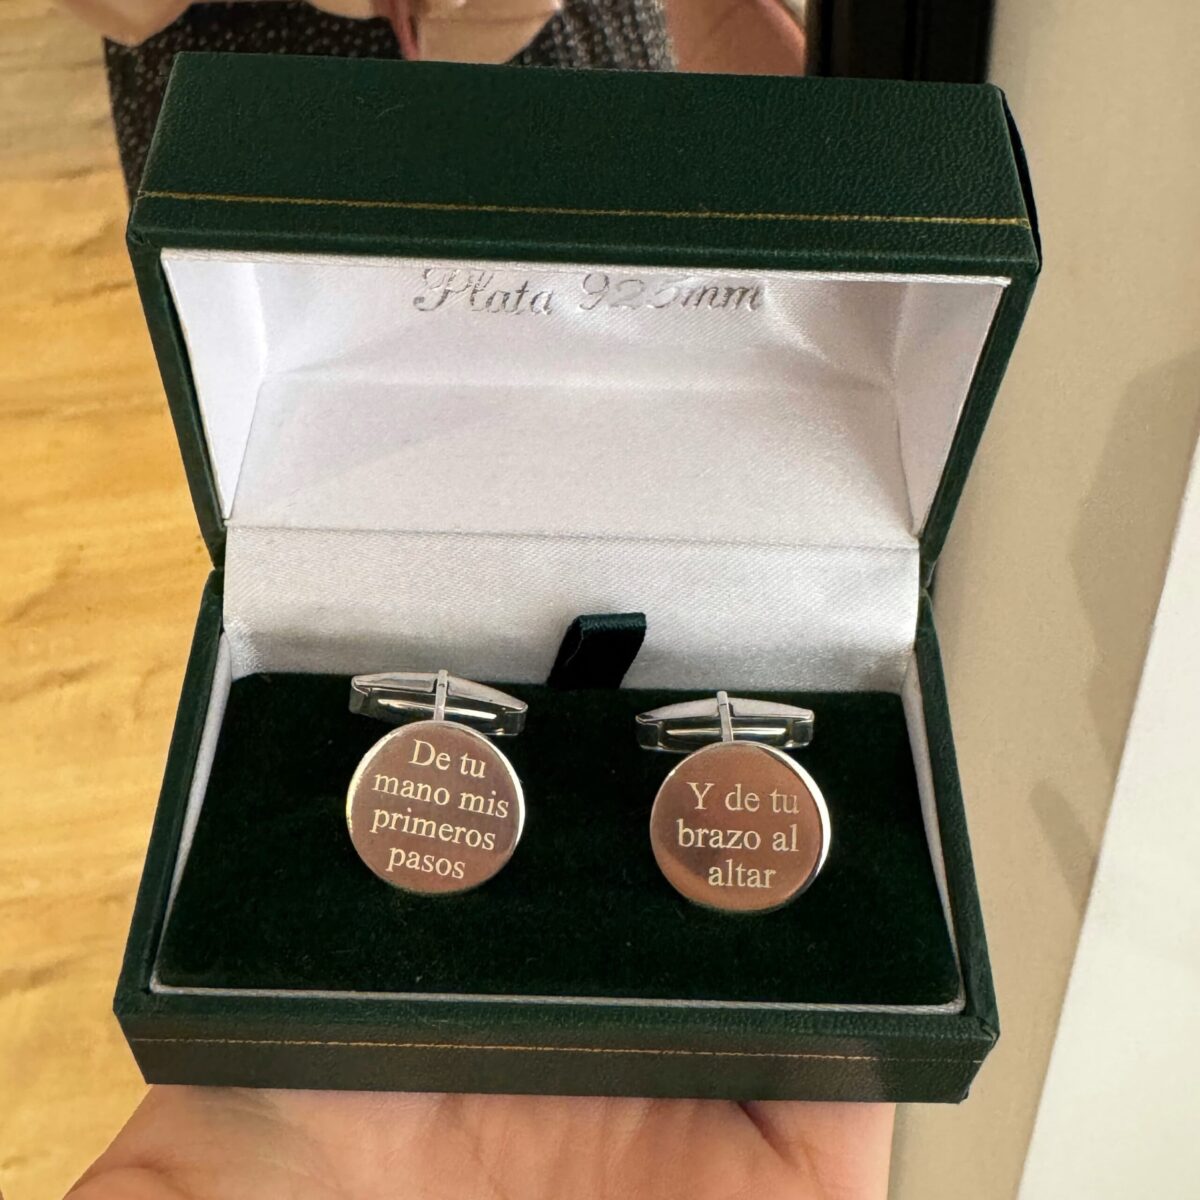 Plata 925mm
De tu
mano mis
primeros
pasos
Y de tu
brazo al
altar